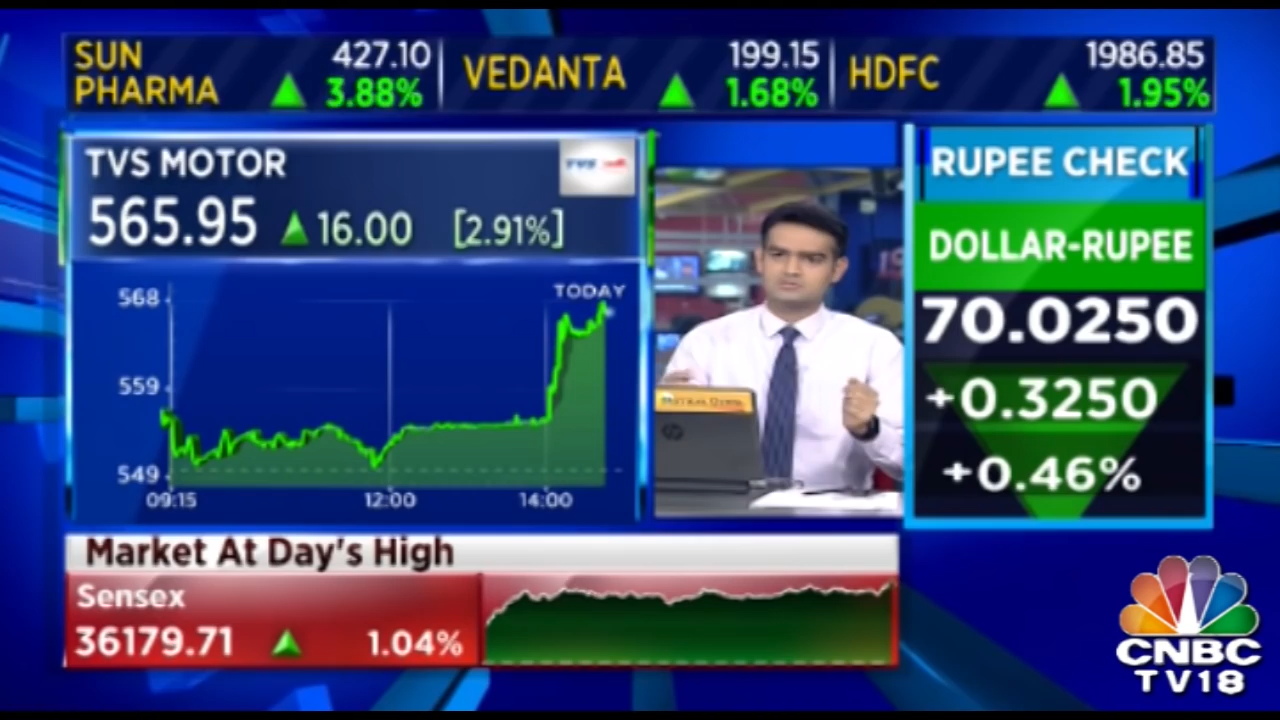 SUN PHARMA
427.10
3.88%
VEDANTA
199.15
1.68%
HDFC
1986.85
1.95%
TVS MOTOR
565.95 16.00 [2.91%]
TVS
TODAY
568
559
549
09:15 12:00 14:00
RUPEE CHECK
DOLLAR-RUPEE
70.0250
+0.3250
+0.46%
hp
Market At Day's High
Sensex
36179.71 1.04%
CNBC
TV18